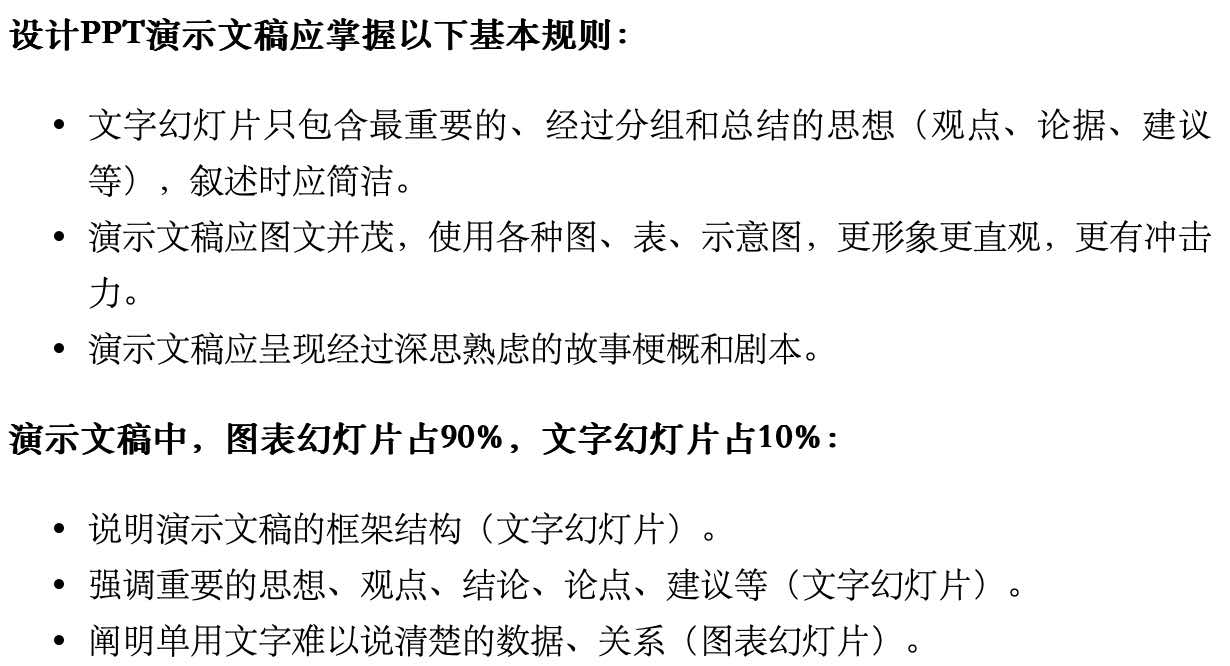 设计PPT演示文稿应掌握以下基本规则：
• 文字幻灯片只包含最重要的、经过分组和总结的思想（观点、论据、建议
等），叙述时应简洁。
• 演示文稿应图文并茂，使用各种图、表、示意图，更形象更直观，更有冲击
力。
• 演示文稿应呈现经过深思熟虑的故事梗概和剧本。
演示文稿中，图表幻灯片占90%，文字幻灯片占10%：
• 说明演示文稿的框架结构（文字幻灯片）。
• 强调重要的思想、观点、结论、论点、建议等（文字幻灯片）。
• 阐明单用文字难以说清楚的数据、关系（图表幻灯片）。